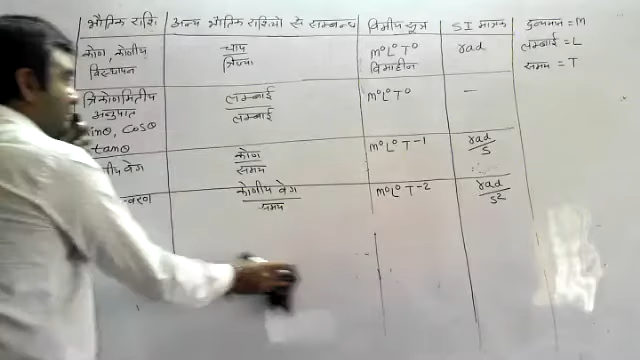 भौतिक राशि | अन्य भौतिक राशियों से सम्बन्ध | विमीय सूत्र | SI मात्रक
द्रव्यमान = M
लम्बाई = L
समय = T
कोण, कोणीय
विस्थापन
चाप
त्रिज्या
M⁰L⁰T⁰
विमाहीन
rad
त्रिकोणमितीय
अनुपात
sinθ, cosθ
tanθ
लम्बाई
लम्बाई
M⁰L⁰T⁰
—
णीय वेग
कोण
समय
M⁰L⁰T-1
rad
S
वरण
कोणीय वेग
समय
M⁰L⁰T-2
rad
S²